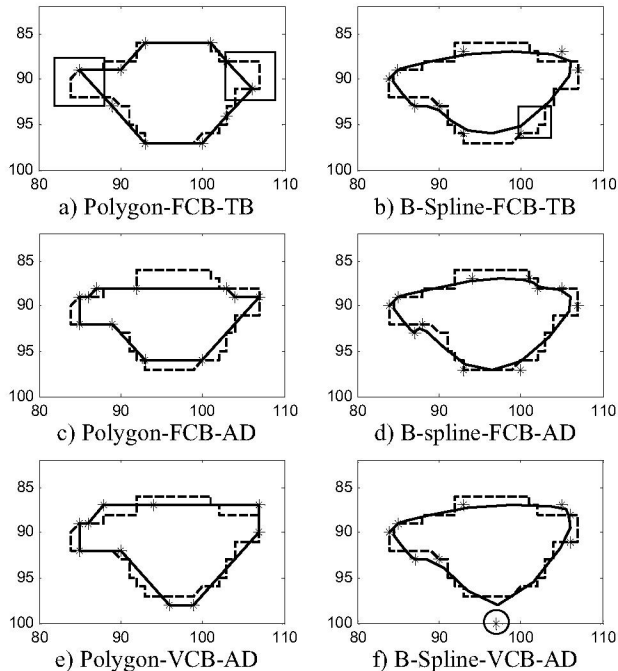 85
90
95
100
80 90 100 110
a) Polygon-FCB-TB
85
90
95
100
80 90 100 110
b) B-Spline-FCB-TB
85
90
95
100
80 90 100 110
c) Polygon-FCB-AD
85
90
95
100
80 90 100 110
d) B-spline-FCB-AD
85
90
95
100
80 90 100 110
e) Polygon-VCB-AD
85
90
95
100
80 90 100 110
f) B-Spline-VCB-AD